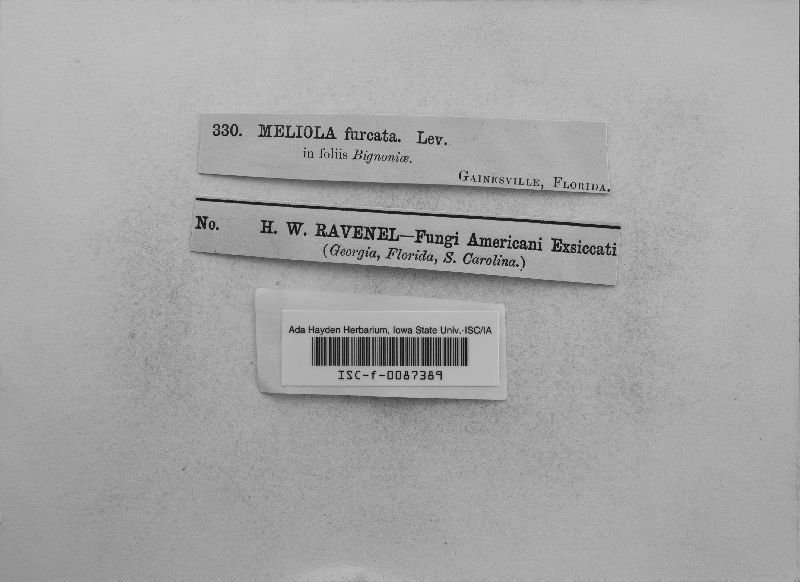 330. MELIOLA furcata. Lev.
in foliis Bignoniæ.
GAINESVILLE, FLORIDA.
No. H. W. RAVENEL—Fungi Americani Exsiccati
(Georgia, Florida, S. Carolina.)
Ada Hayden Herbarium, Iowa State Univ.-ISC/IA
ISC-f-0087389